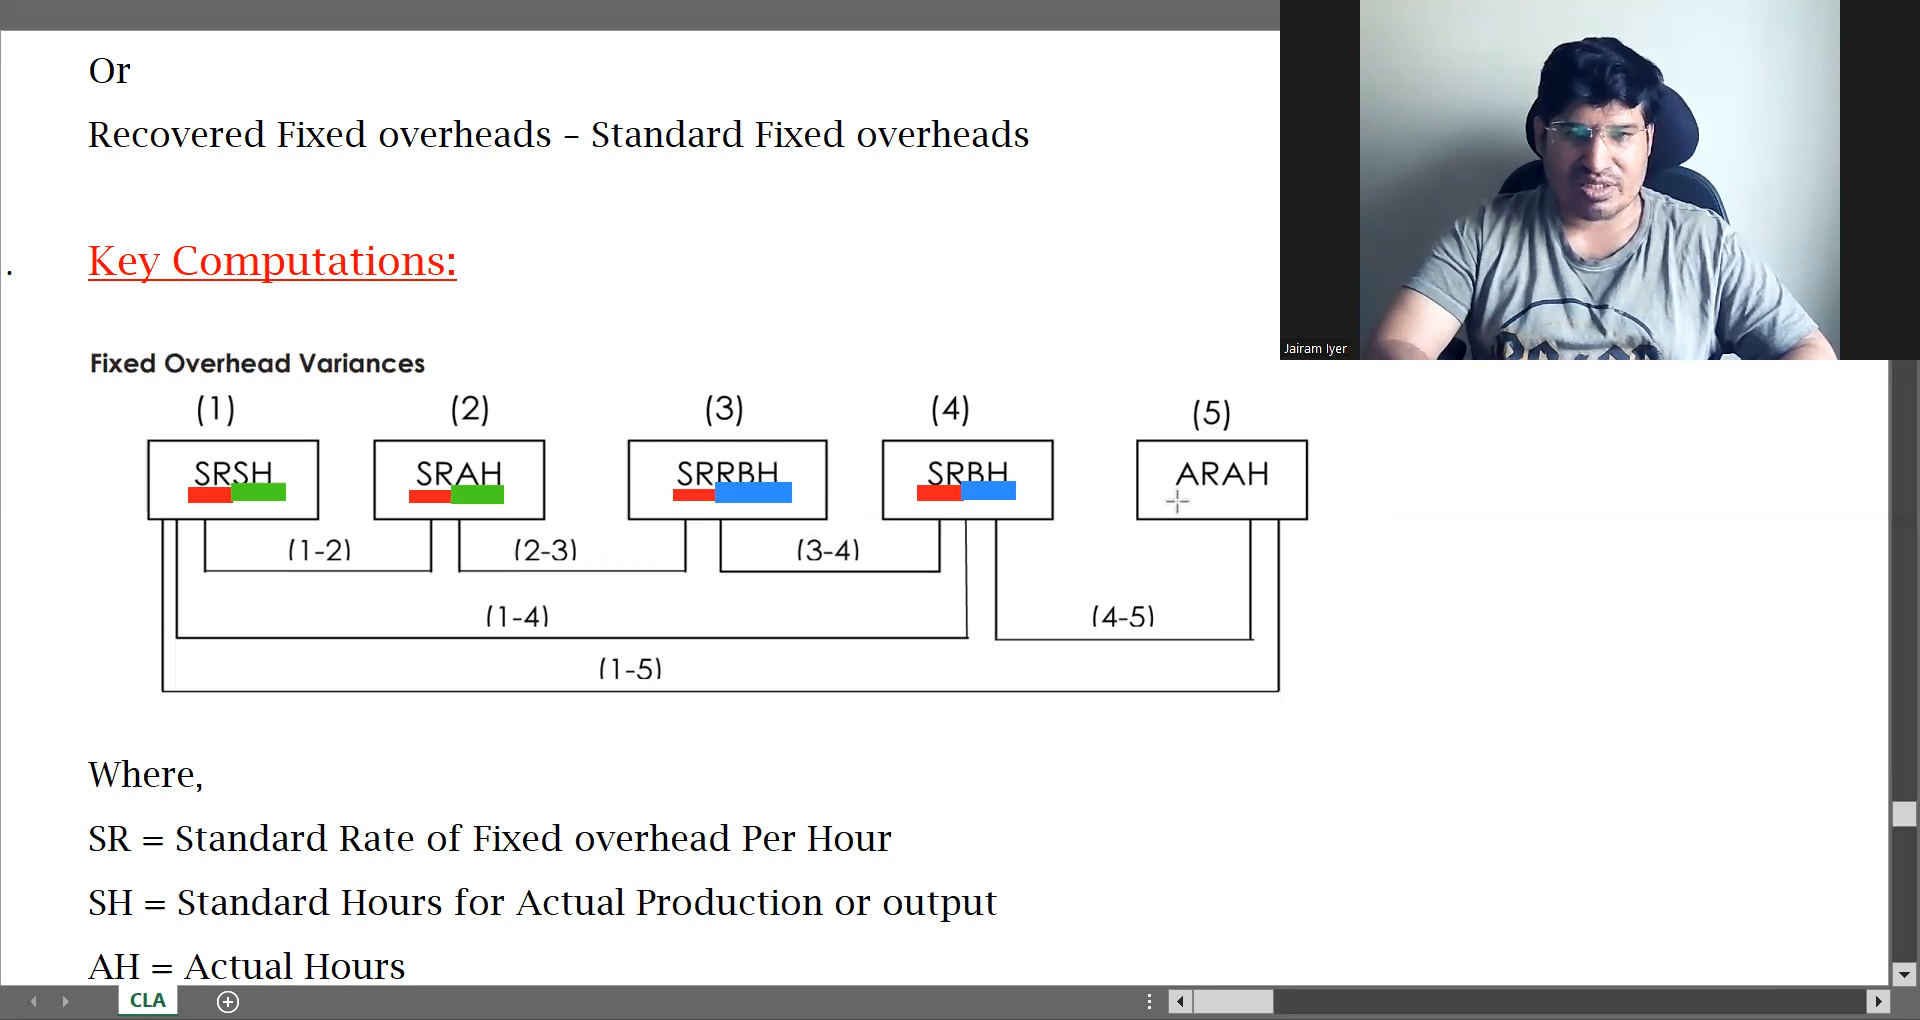 Or
Recovered Fixed overheads – Standard Fixed overheads
Key Computations:
Fixed Overhead Variances
(1) (2) (3) (4) (5)
SRSH SRAH SRRBH SRBH ARAH
(1-2) (2-3) (3-4)
(1-4) (4-5)
(1-5)
Where,
SR = Standard Rate of Fixed overhead Per Hour
SH = Standard Hours for Actual Production or output
AH = Actual Hours
CLA
Jairam Iyer